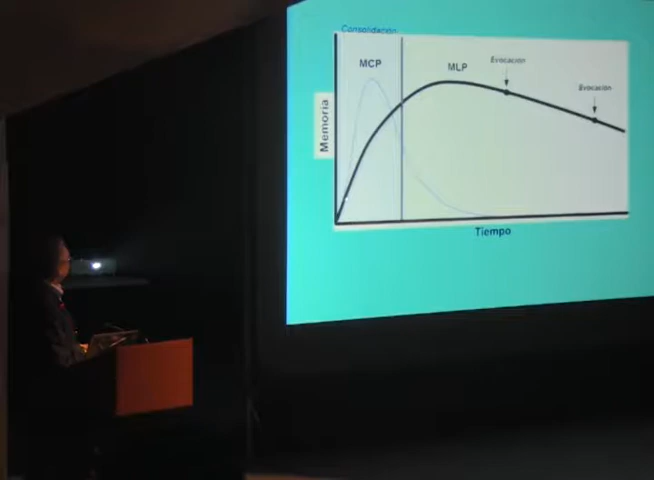 Consolidación
MCP
MLP
Evocación
Evocación
Memoria
Tiempo